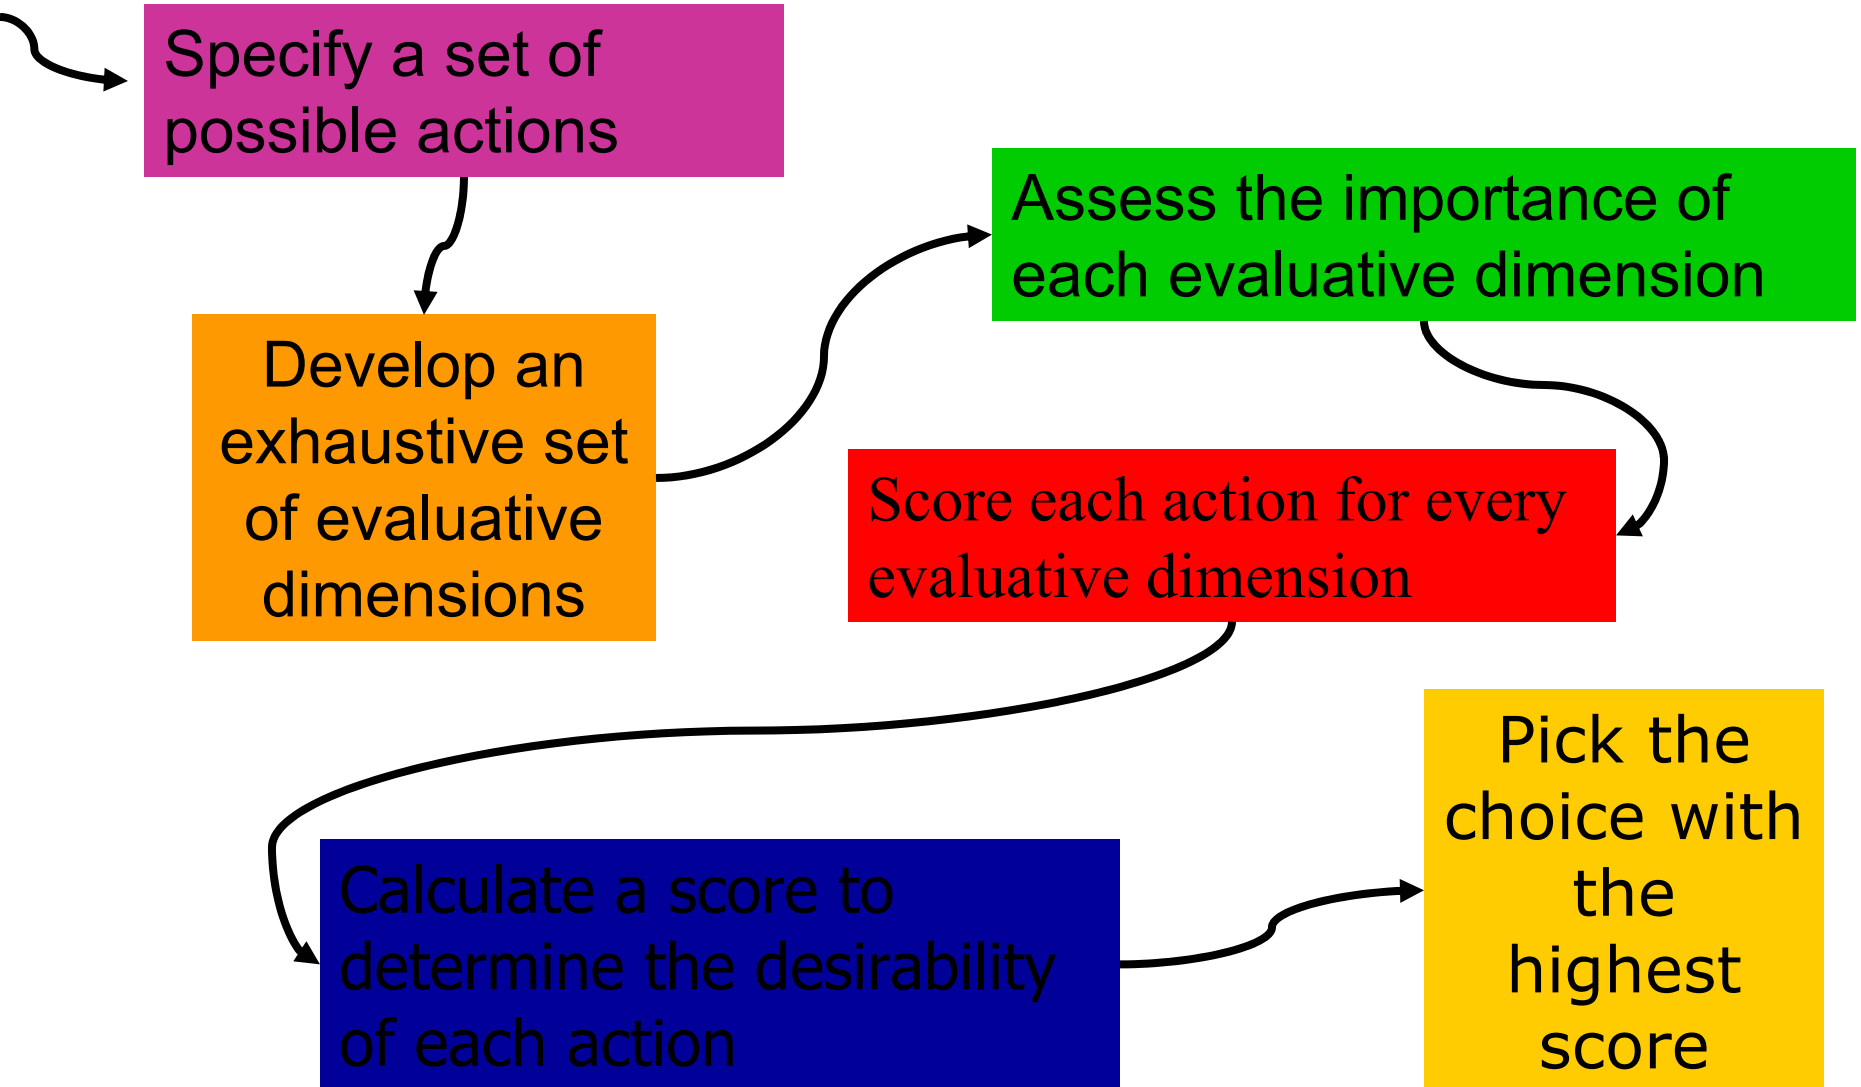 Specify a set of
possible actions
Develop an
exhaustive set
of evaluative
dimensions
Assess the importance of
each evaluative dimension
Score each action for every
evaluative dimension
Calculate a score to
determine the desirability
of each action
Pick the
choice with
the
highest
score